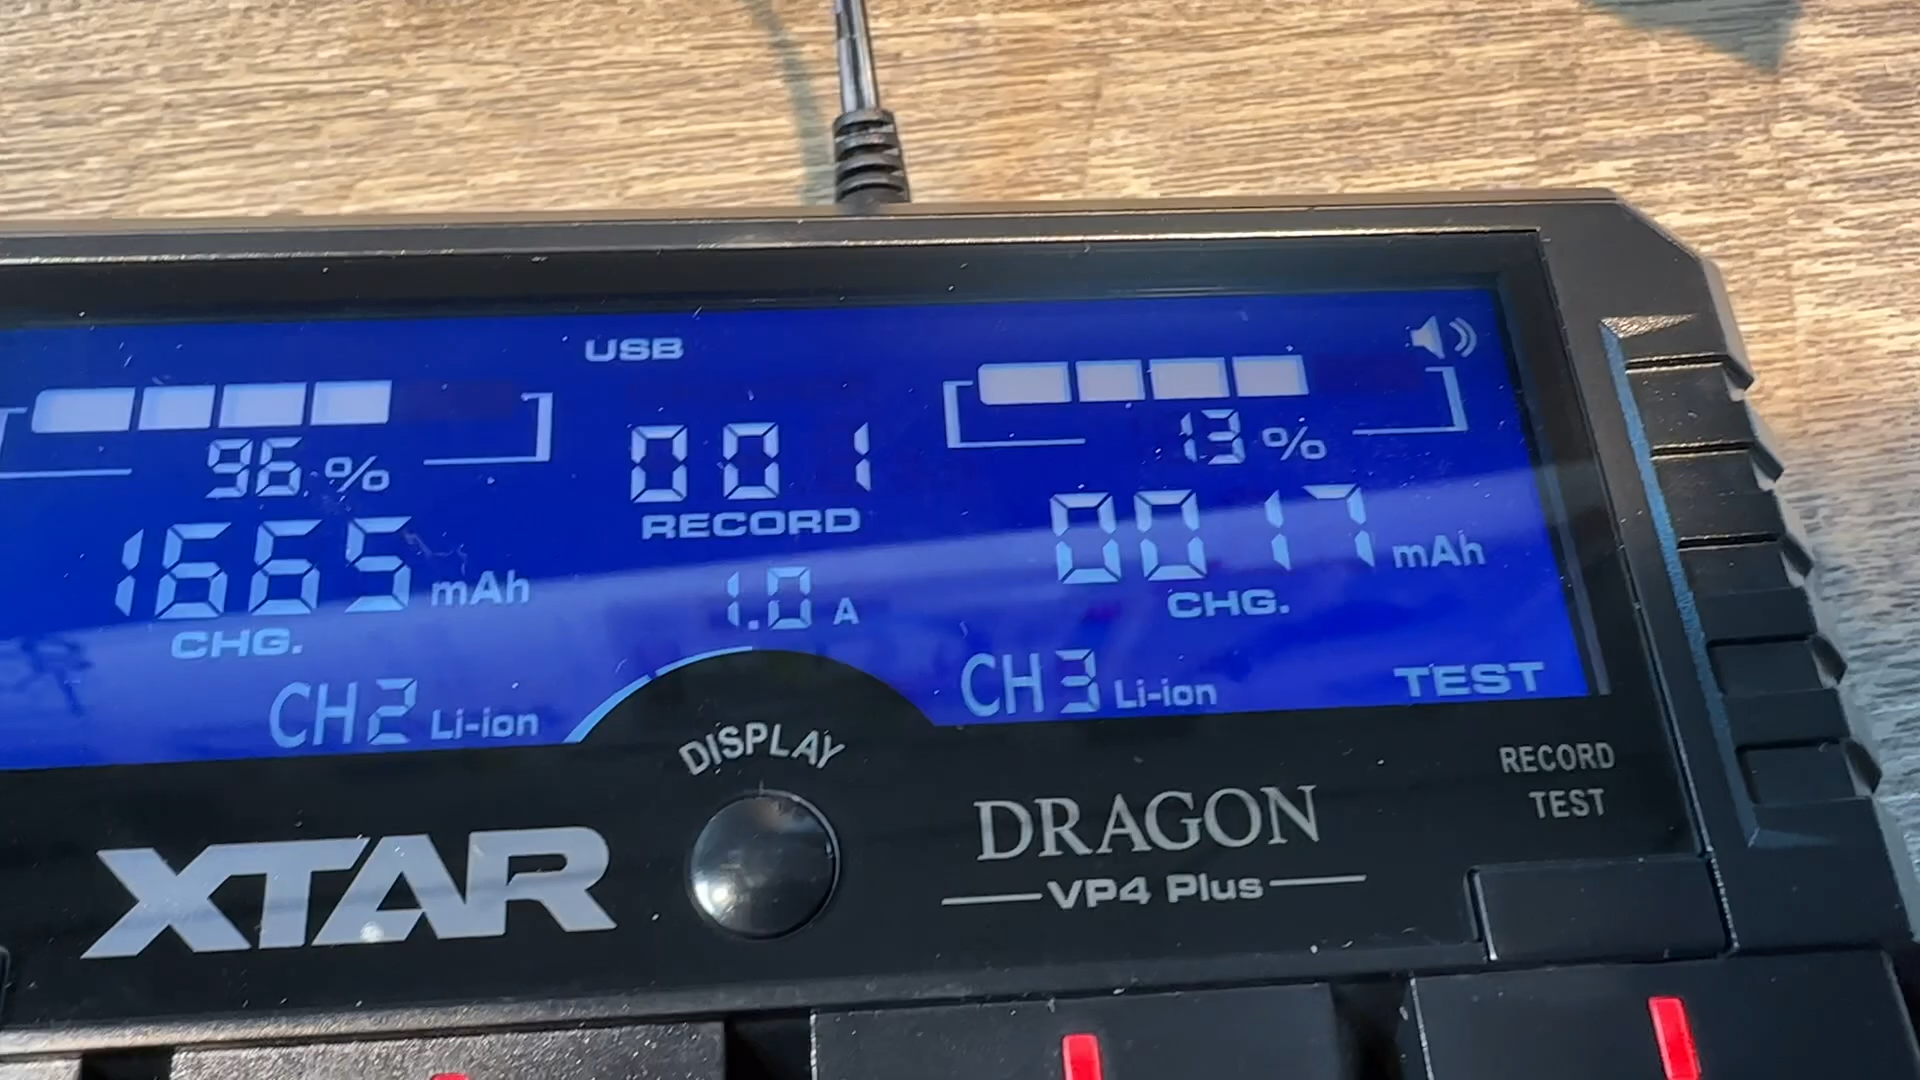 USB
96 %
1665 mAh
CHG.
CH2 Li-ion
001
RECORD
1.0 A
13 %
0017 mAh
CHG.
CH3 Li-ion
TEST
DISPLAY
RECORD
TEST
XTAR
DRAGON
VP4 Plus